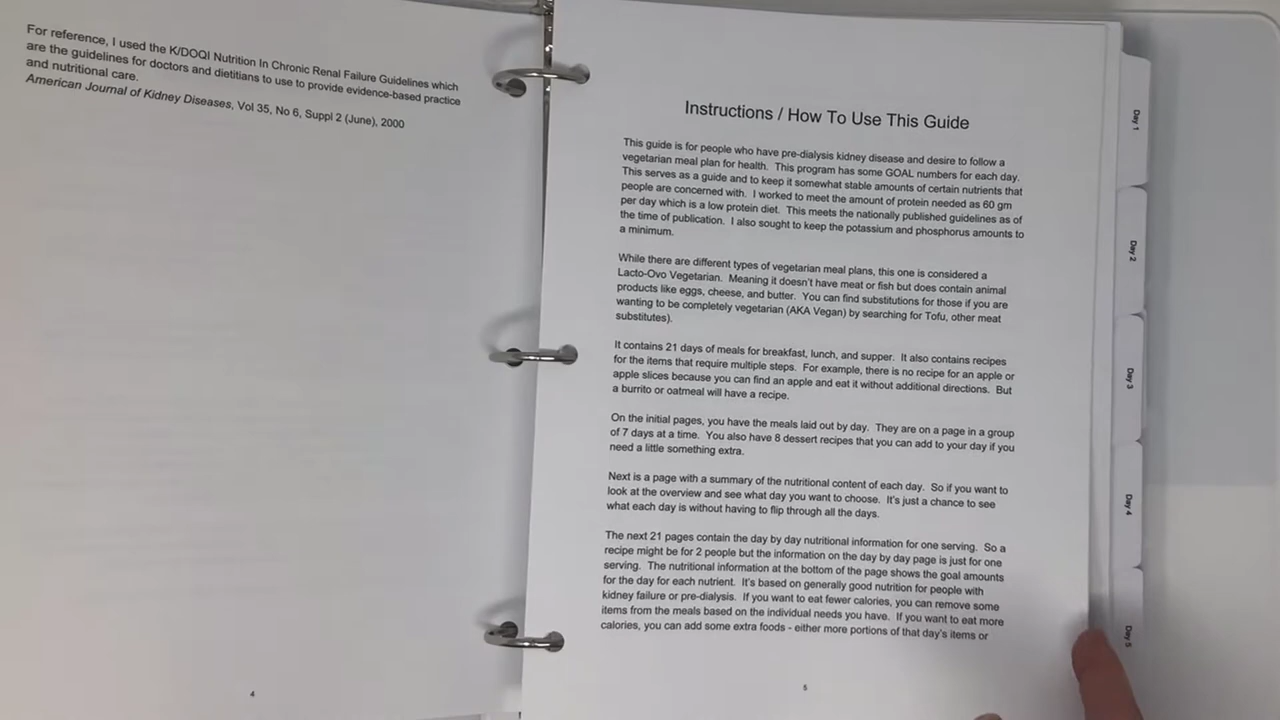 For reference, I used the K/DOQI Nutrition In Chronic Renal Failure Guidelines which
are the guidelines for doctors and dietitians to use to provide evidence-based practice
and nutritional care.
American Journal of Kidney Diseases, Vol 35, No 6, Suppl 2 (June), 2000
4
Instructions / How To Use This Guide
This guide is for people who have pre-dialysis kidney disease and desire to follow a
vegetarian meal plan for health. This program has some GOAL numbers for each day.
This serves as a guide and to keep it somewhat stable amounts of certain nutrients that
people are concerned with. I worked to meet the amount of protein needed as 60 gm
per day which is a low protein diet. This meets the nationally published guidelines as of
the time of publication. I also sought to keep the potassium and phosphorus amounts to
a minimum.
While there are different types of vegetarian meal plans, this one is considered a
Lacto-Ovo Vegetarian. Meaning it doesn't have meat or fish but does contain animal
products like eggs, cheese, and butter. You can find substitutions for those if you are
wanting to be completely vegetarian (AKA Vegan) by searching for Tofu, other meat
substitutes).
It contains 21 days of meals for breakfast, lunch, and supper. It also contains recipes
for the items that require multiple steps. For example, there is no recipe for an apple or
apple slices because you can find an apple and eat it without additional directions. But
a burrito or oatmeal will have a recipe.
On the initial pages, you have the meals laid out by day. They are on a page in a group
of 7 days at a time. You also have 8 dessert recipes that you can add to your day if you
need a little something extra.
Next is a page with a summary of the nutritional content of each day. So if you want to
look at the overview and see what day you want to choose. It's just a chance to see
what each day is without having to flip through all the days.
The next 21 pages contain the day by day nutritional information for one serving. So a
recipe might be for 2 people but the information on the day by day page is just for one
serving. The nutritional information at the bottom of the page shows the goal amounts
for the day for each nutrient. It's based on generally good nutrition for people with
kidney failure or pre-dialysis. If you want to eat fewer calories, you can remove some
items from the meals based on the individual needs you have. If you want to eat more
calories, you can add some extra foods - either more portions of that day's items or
5
Day 1
Day 2
Day 3
Day 4
Day 5